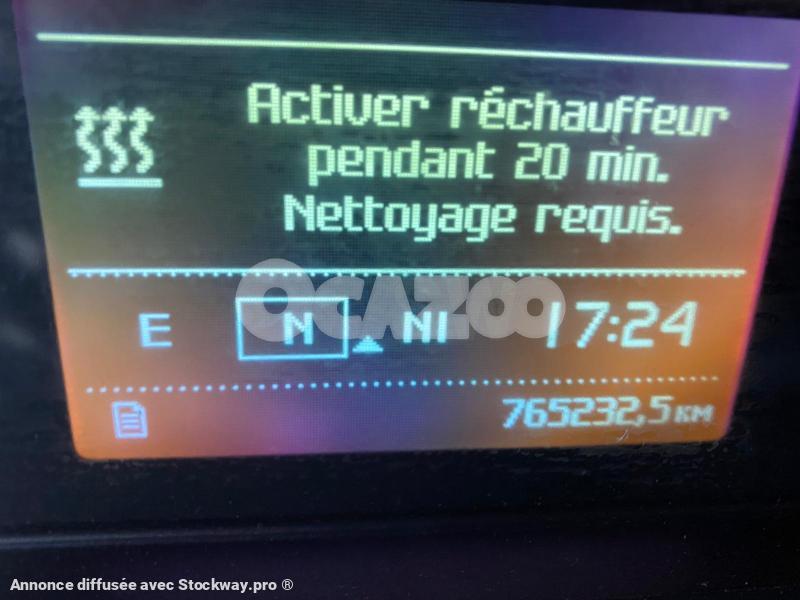 Activer réchauffeur
pendant 20 min.
Nettoyage requis.
OCAZOO
E N NI 17:24
765232,5 KM
Annonce diffusée avec Stockway.pro ®